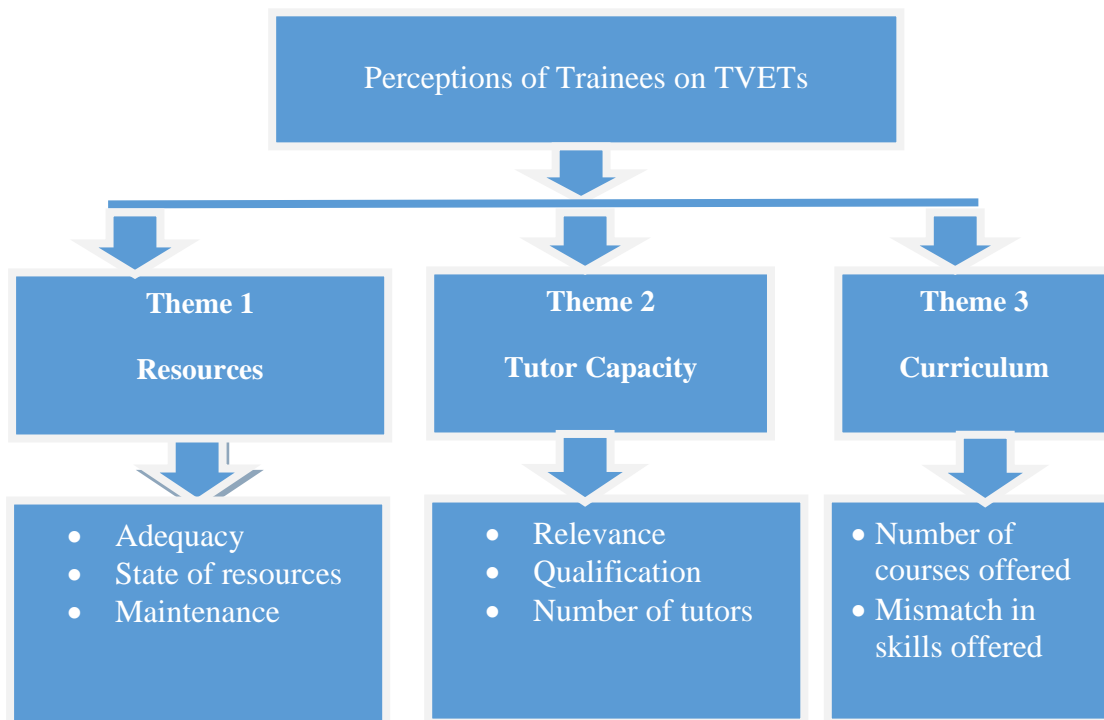 Perceptions of Trainees on TVETs
Theme 1
Resources
Theme 2
Tutor Capacity
Theme 3
Curriculum
• Adequacy
• State of resources
• Maintenance
• Relevance
• Qualification
• Number of tutors
• Number of
courses offered
• Mismatch in
skills offered